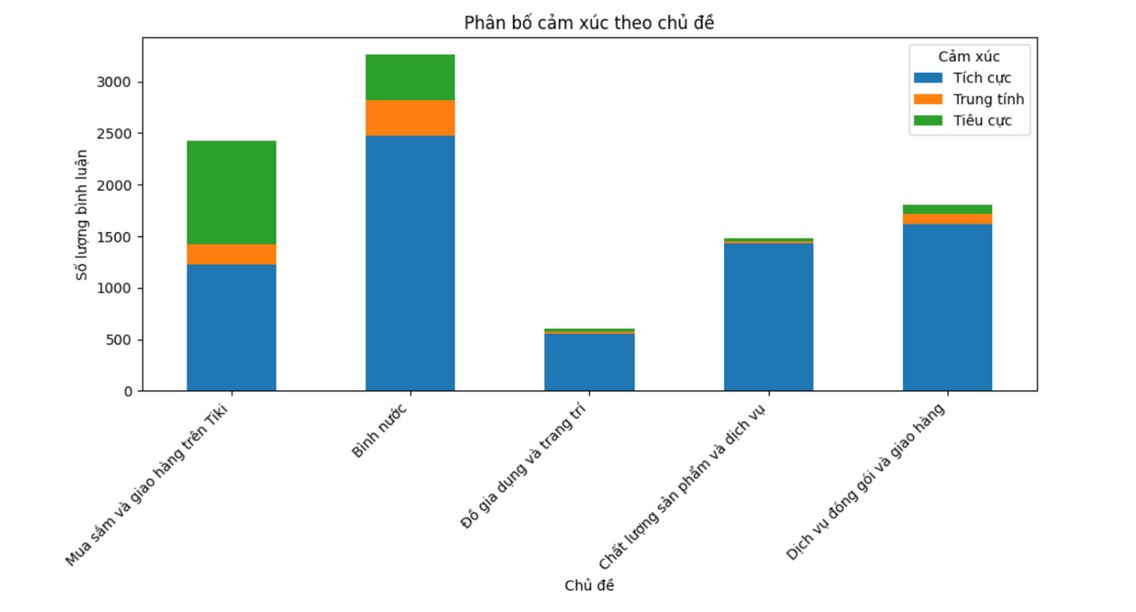 Phân bố cảm xúc theo chủ đề
Cảm xúc
Tích cực
Trung tính
Tiêu cực
Số lượng bình luận
3000
2500
2000
1500
1000
500
0
Mua sắm và giao hàng trên Tiki
Bình nước
Đồ gia dụng và trang trí
Chất lượng sản phẩm và dịch vụ
Dịch vụ đóng gói và giao hàng
Chủ đề